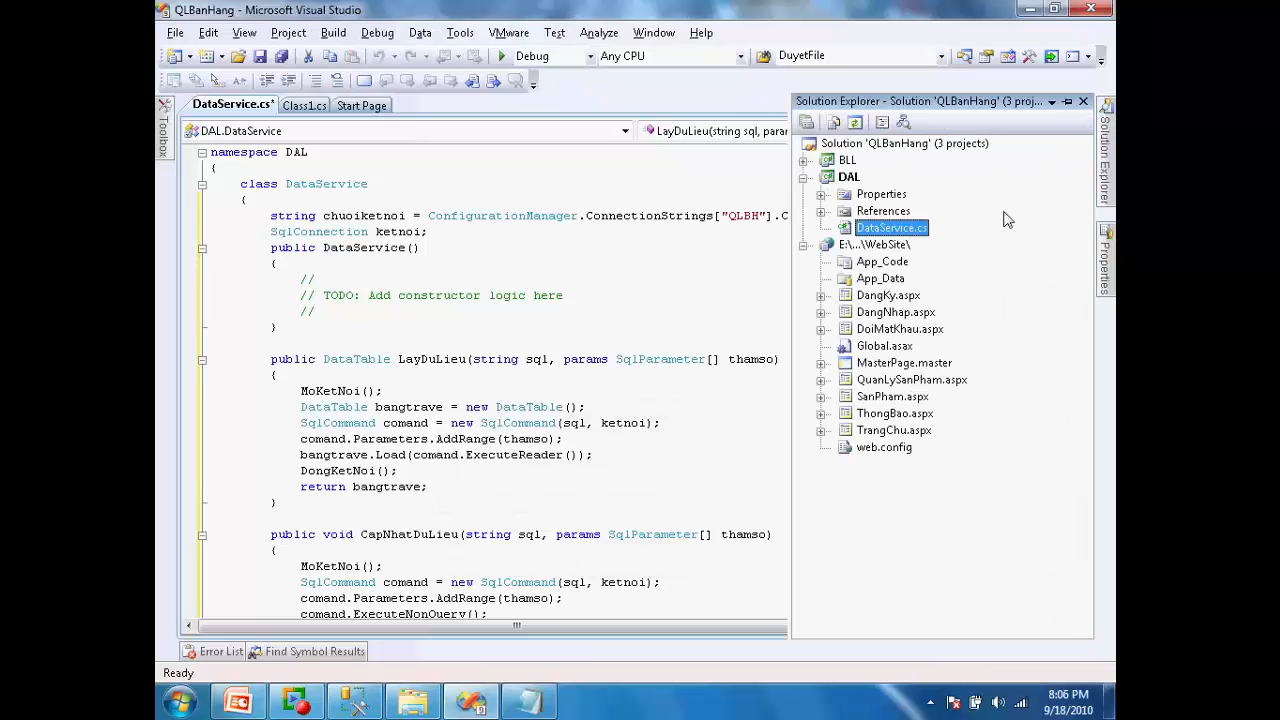 QLBanHang - Microsoft Visual Studio
File Edit View Project Build Debug Data Tools VMware Test Analyze Window Help
Debug Any CPU DuyetFile
DataService.cs* Class1.cs Start Page
Toolbox
DAL.DataService LayDuLieu(string sql, parar
namespace DAL
{
class DataService
{
string chuoiketnoi = ConfigurationManager.ConnectionStrings["QLBH"].C
SqlConnection ketnoi;
public DataService()
{
//
// TODO: Add constructor logic here
//
}
public DataTable LayDuLieu(string sql, params SqlParameter[] thamso)
{
MoKetNoi();
DataTable bangtrave = new DataTable();
SqlCommand comand = new SqlCommand(sql, ketnoi);
comand.Parameters.AddRange(thamso);
bangtrave.Load(comand.ExecuteReader());
DongKetNoi();
return bangtrave;
}
public void CapNhatDuLieu(string sql, params SqlParameter[] thamso)
{
MoKetNoi();
SqlCommand comand = new SqlCommand(sql, ketnoi);
comand.Parameters.AddRange(thamso);
comand.ExecuteNonQuery();
Solution Explorer - Solution 'QLBanHang' (3 proj...
Solution 'QLBanHang' (3 projects)
BLL
DAL
Properties
References
DataService.cs
E:\...\WebSite\
App_Code
App_Data
DangKy.aspx
DangNhap.aspx
DoiMatKhau.aspx
Global.asax
MasterPage.master
QuanLySanPham.aspx
SanPham.aspx
ThongBao.aspx
TrangChu.aspx
web.config
Solution Explorer
Properties
Error List Find Symbol Results
Ready
8:06 PM
9/18/2010